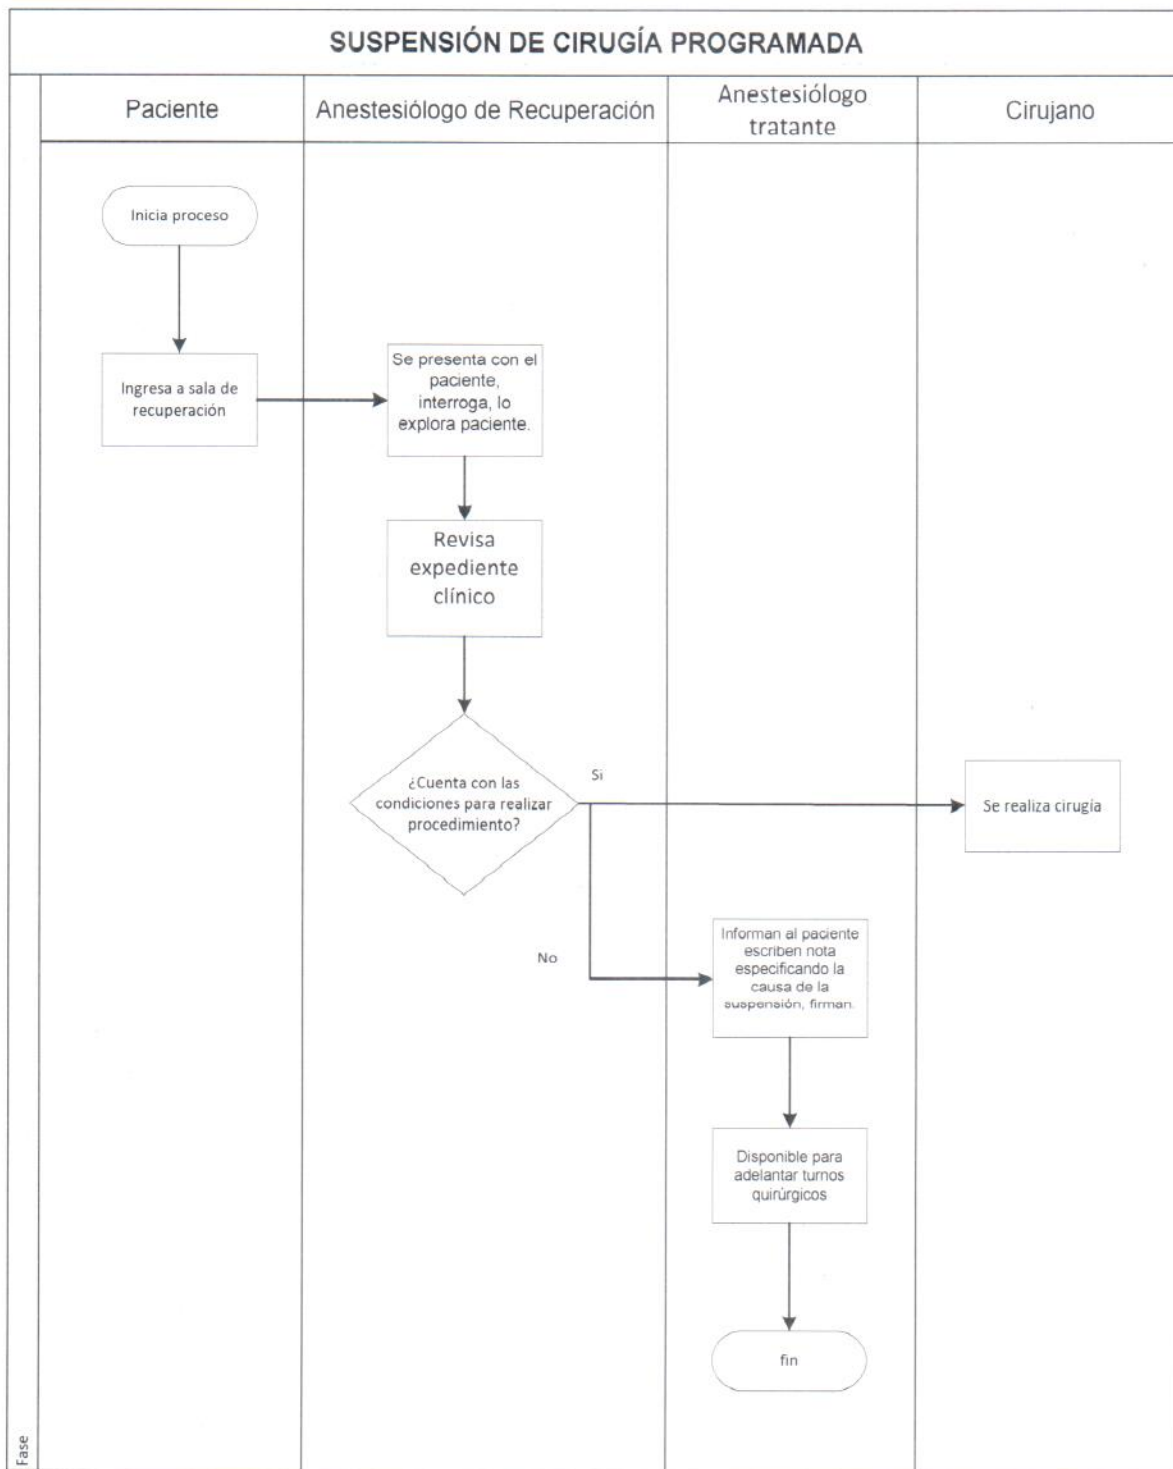 SUSPENSIÓN DE CIRUGÍA PROGRAMADA
Paciente
Anestesiólogo de Recuperación
Anestesiólogo
tratante
Cirujano
Inicia proceso
Ingresa a sala de
recuperación
Se presenta con el
paciente,
interroga, lo
explora paciente.
Revisa
expediente
clínico
¿Cuenta con las
condiciones para realizar
procedimiento?
Si
Se realiza cirugía
No
Informan al paciente
escriben nota
especificando la
causa de la
suspensión, firman.
Disponible para
adelantar turnos
quirúrgicos
fin
Fase